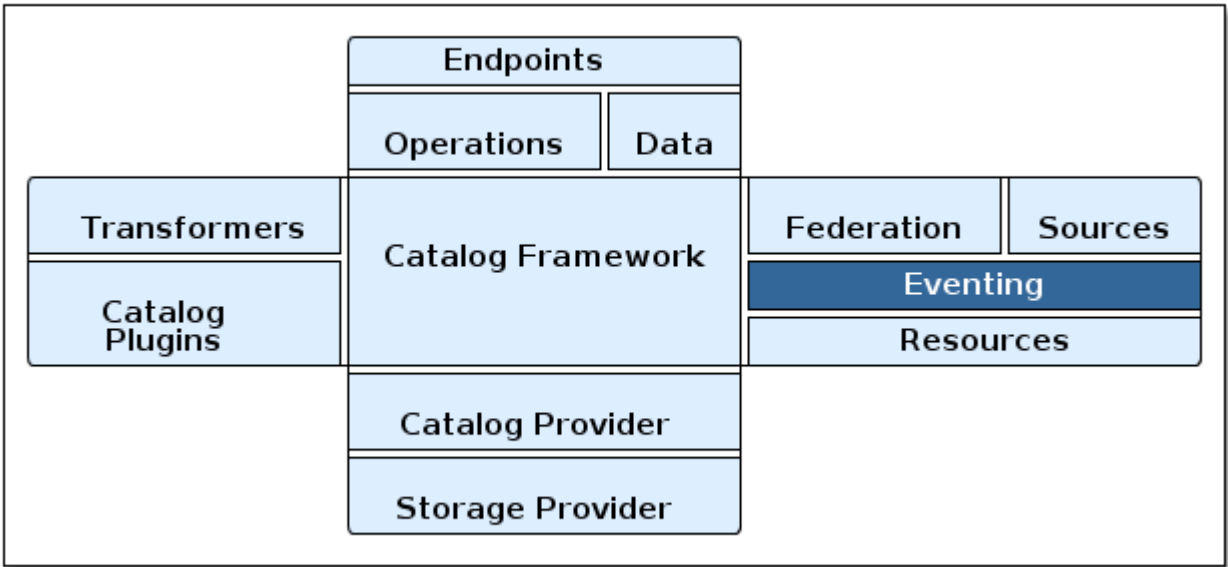 Endpoints
Operations
Data
Transformers
Catalog Framework
Federation
Sources
Eventing
Catalog
Plugins
Resources
Catalog Provider
Storage Provider